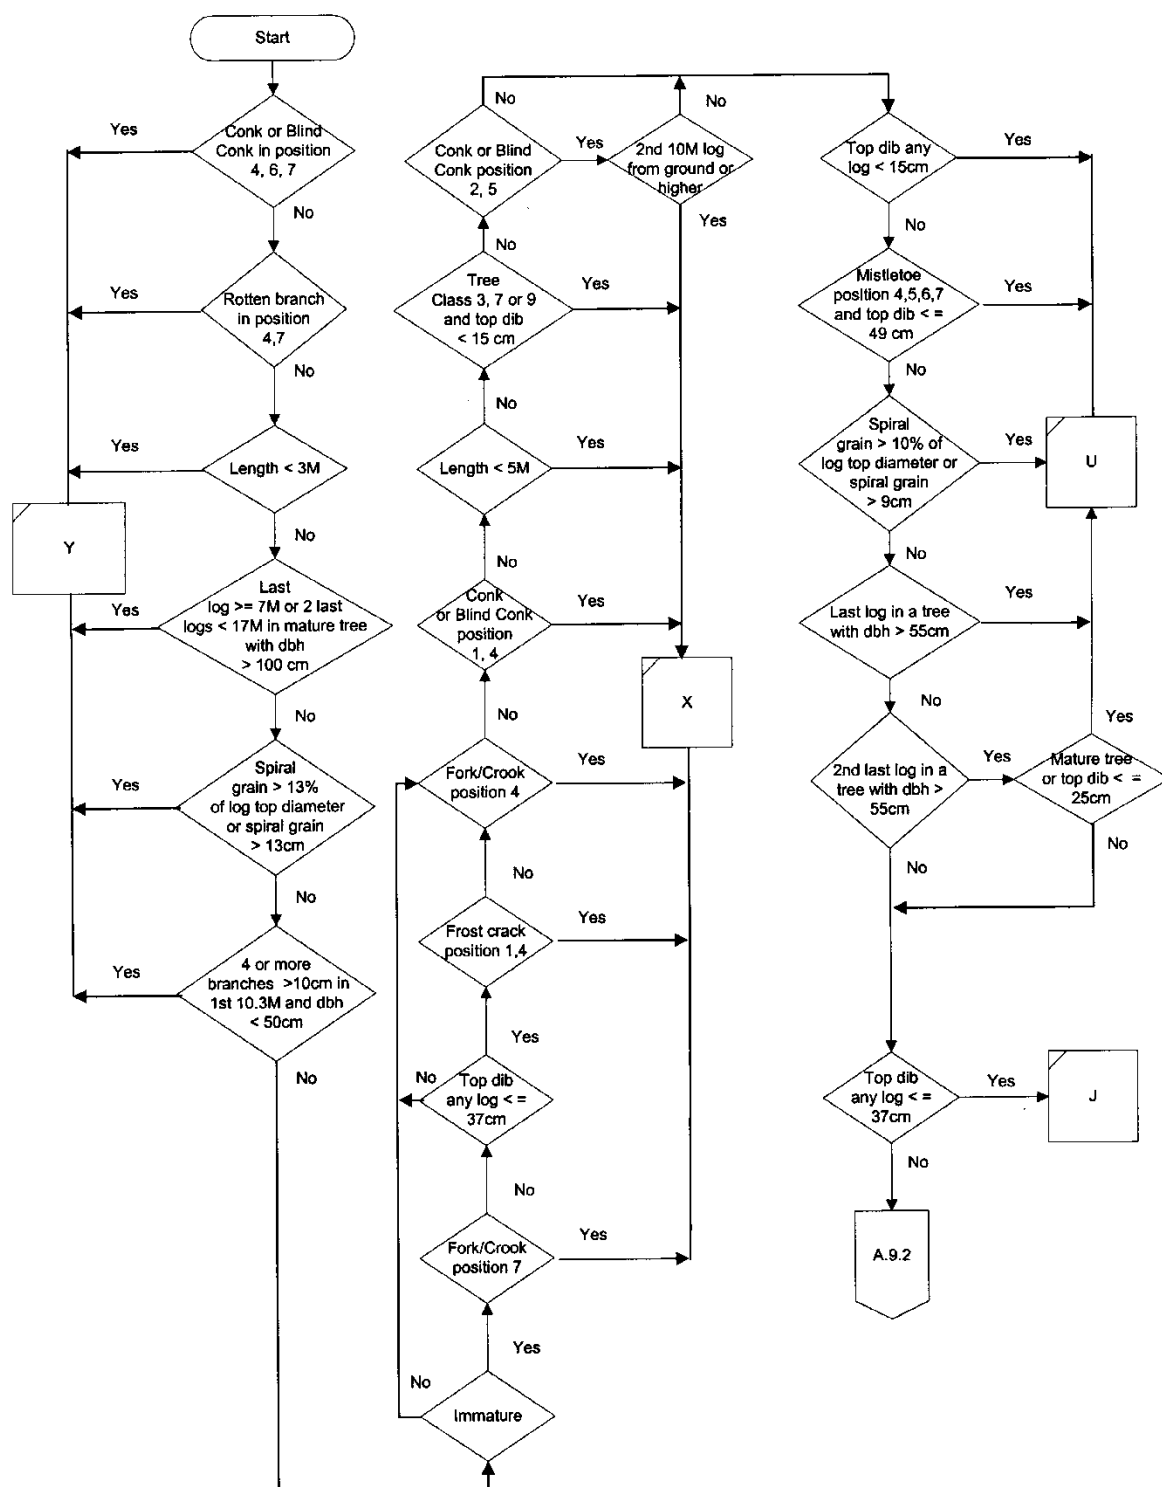 Start
Conk or Blind
Conk in position
4, 6, 7
Yes
No
Rotten branch
in position
4,7
Yes
No
Length < 3M
Yes
No
Y
Last
log >= 7M or 2 last
logs < 17M in mature tree
with dbh
> 100 cm
Yes
No
Spiral
grain > 13%
of log top diameter
or spiral grain
> 13cm
Yes
No
4 or more
branches >10cm in
1st 10.3M and dbh
< 50cm
Yes
No
No
Conk or Blind
Conk position
2, 5
Yes
No
2nd 10M log
from ground or
higher
No
Yes
Tree
Class 3, 7 or 9
and top dib
< 15 cm
Yes
No
Length < 5M
Yes
No
Conk
or Blind Conk
position
1, 4
Yes
No
X
Fork/Crook
position 4
Yes
No
Frost crack
position 1,4
Yes
Yes
No
Top dib
any log < =
37cm
No
Fork/Crook
position 7
Yes
Yes
No
Immature
Top dib any
log < 15cm
Yes
No
Mistletoe
position 4,5,6,7
and top dib < =
49 cm
Yes
No
Spiral
grain > 10% of
log top diameter or
spiral grain
> 9cm
Yes
U
No
Last log in a tree
with dbh > 55cm
Yes
No
Yes
2nd last log in a
tree with dbh >
55cm
Yes
Mature tree
or top dib < =
25cm
No
No
Top dib
any log < =
37cm
Yes
J
No
A.9.2